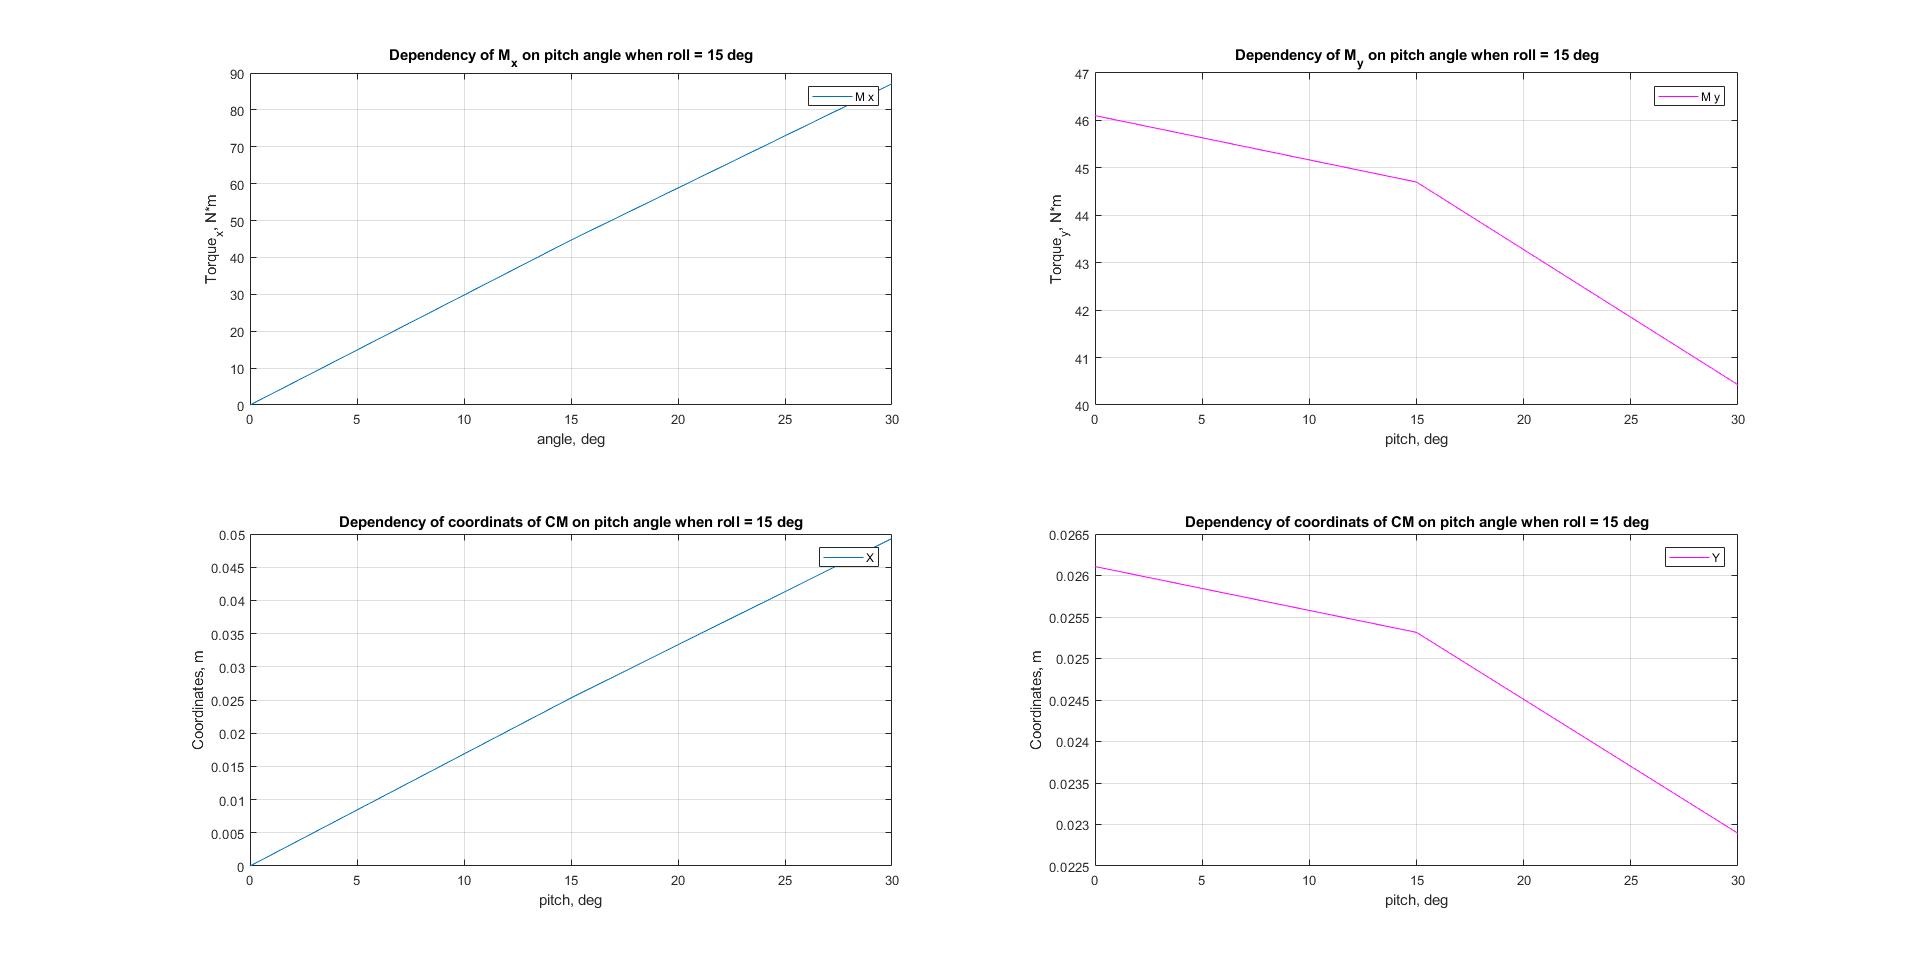 Dependency of Mx on pitch angle when roll = 15 deg
90
80
70
60
50
40
30
20
10
0
Torquex, N*m
M x
0 5 10 15 20 25 30
angle, deg
Dependency of My on pitch angle when roll = 15 deg
47
46
45
44
43
42
41
40
Torquey, N*m
M y
0 5 10 15 20 25 30
pitch, deg
Dependency of coordinats of CM on pitch angle when roll = 15 deg
0.05
0.045
0.04
0.035
0.03
0.025
0.02
0.015
0.01
0.005
0
Coordinates, m
X
0 5 10 15 20 25 30
pitch, deg
Dependency of coordinats of CM on pitch angle when roll = 15 deg
0.0265
0.026
0.0255
0.025
0.0245
0.024
0.0235
0.023
0.0225
Coordinates, m
Y
0 5 10 15 20 25 30
pitch, deg